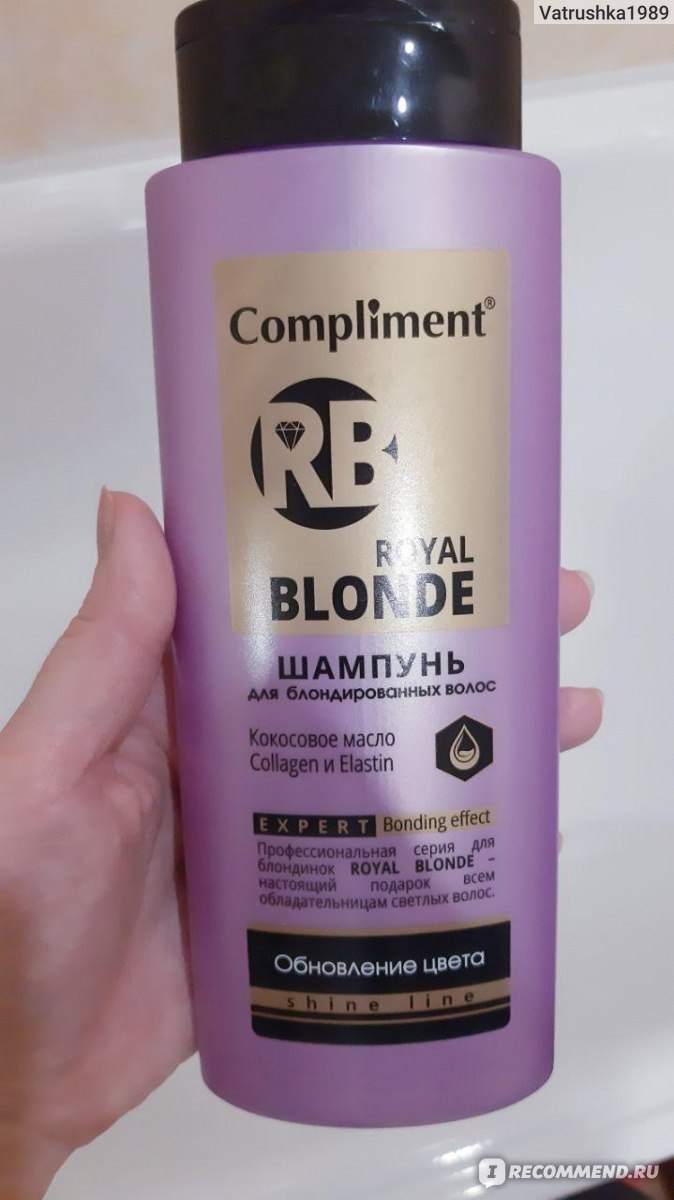 Vatrushka1989
Compliment®
RB
ROYAL
BLONDE
ШАМПУНЬ
для блондированных волос
Кокосовое масло
Collagen и Elastin
EXPERT Bonding effect
Профессиональная серия для
блондинок ROYAL BLONDE –
настоящий подарок всем
обладательницам светлых волос.
Обновление цвета
shine line
IRECOMMEND.RU